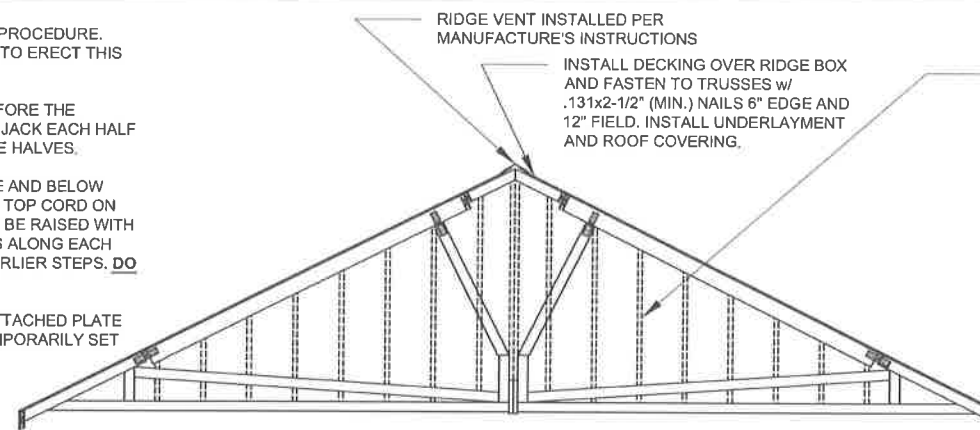 PROCEDURE.
TO ERECT THIS
FORE THE
JACK EACH HALF
E HALVES.
E AND BELOW
TOP CORD ON
BE RAISED WITH
S ALONG EACH
RLIER STEPS. DO
TTACHED PLATE
MPORARILY SET
RIDGE VENT INSTALLED PER
MANUFACTURE'S INSTRUCTIONS
INSTALL DECKING OVER RIDGE BOX
AND FASTEN TO TRUSSES w/
.131x2-1/2" (MIN.) NAILS 6" EDGE AND
12" FIELD. INSTALL UNDERLAYMENT
AND ROOF COVERING.